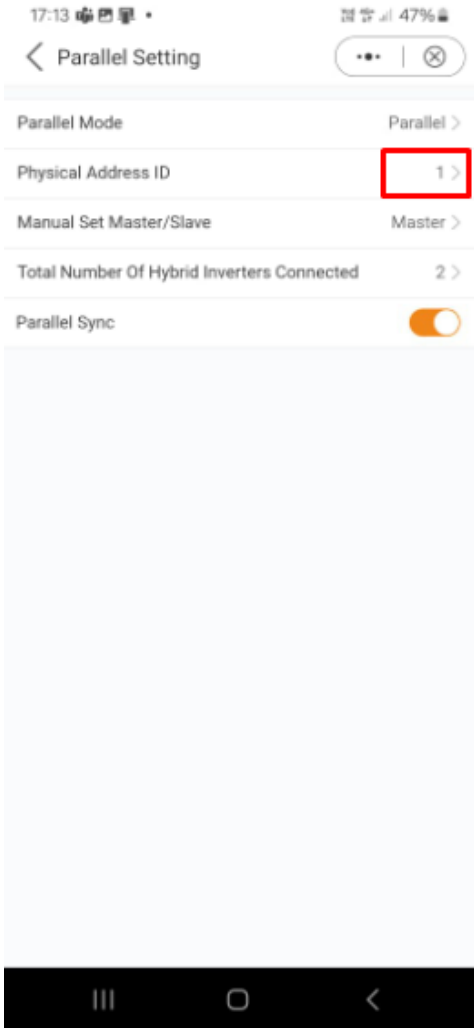 17:13
47%
Parallel Setting
Parallel Mode Parallel
Physical Address ID 1
Manual Set Master/Slave Master
Total Number Of Hybrid Inverters Connected 2
Parallel Sync